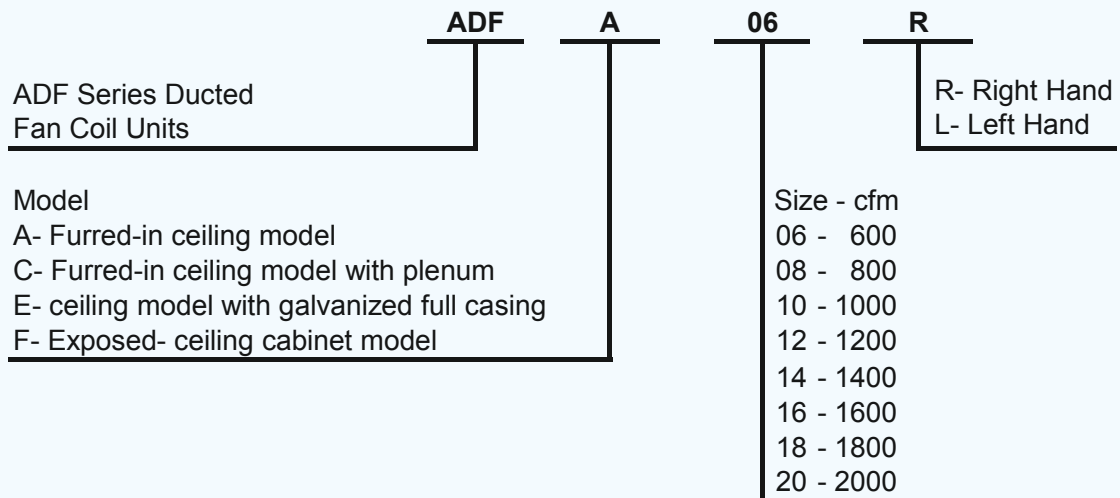 ADF A 06 R
ADF Series Ducted
Fan Coil Units
R- Right Hand
L- Left Hand
Model
A- Furred-in ceiling model
C- Furred-in ceiling model with plenum
E- ceiling model with galvanized full casing
F- Exposed- ceiling cabinet model
Size - cfm
06 - 600
08 - 800
10 - 1000
12 - 1200
14 - 1400
16 - 1600
18 - 1800
20 - 2000